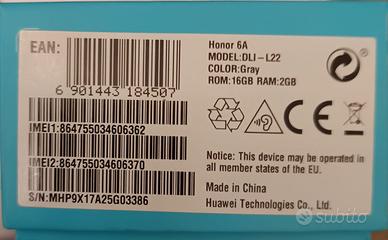 EAN:
6 901443 184507
IMEI1:864755034606362
IMEI2:864755034606370
S/N:MHP9X17A25G03386
Honor 6A
MODEL:DLI-L22
COLOR:Gray
ROM:16GB RAM:2GB
CE
Notice: This device may be operated in
all member states of the EU.
Made in China
Huawei Technologies Co., Ltd.
subito